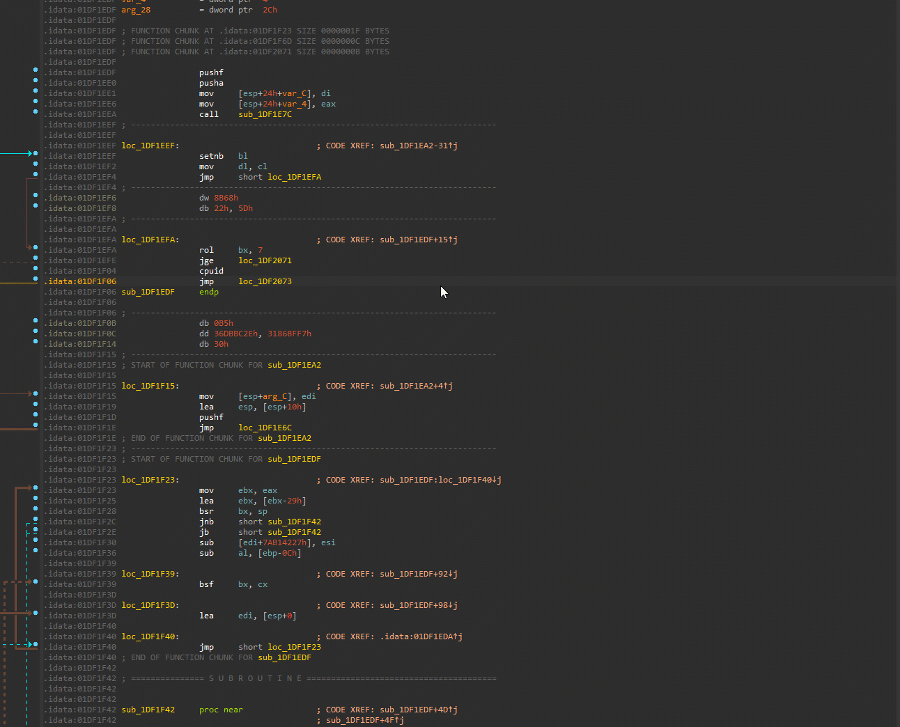 .idata:01DF1EDF var_4 = dword ptr -4
.idata:01DF1EDF arg_28 = dword ptr 2Ch
.idata:01DF1EDF
.idata:01DF1EDF ; FUNCTION CHUNK AT .idata:01DF1F23 SIZE 0000001F BYTES
.idata:01DF1EDF ; FUNCTION CHUNK AT .idata:01DF1F6D SIZE 0000000C BYTES
.idata:01DF1EDF ; FUNCTION CHUNK AT .idata:01DF2071 SIZE 0000000B BYTES
.idata:01DF1EDF
.idata:01DF1EDF pushf
.idata:01DF1EE0 pusha
.idata:01DF1EE1 mov [esp+24h+var_C], di
.idata:01DF1EE6 mov [esp+24h+var_4], eax
.idata:01DF1EEA call sub_1DF1E7C
.idata:01DF1EEF ; ---------------------------------------------------------------------------
.idata:01DF1EEF
.idata:01DF1EEF loc_1DF1EEF: ; CODE XREF: sub_1DF1EA2-31↑j
.idata:01DF1EEF setnb bl
.idata:01DF1EF2 mov dl, cl
.idata:01DF1EF4 jmp short loc_1DF1EFA
.idata:01DF1EF4 ; ---------------------------------------------------------------------------
.idata:01DF1EF6 dw 8B68h
.idata:01DF1EF8 db 22h, 5Dh
.idata:01DF1EFA ; ---------------------------------------------------------------------------
.idata:01DF1EFA
.idata:01DF1EFA loc_1DF1EFA: ; CODE XREF: sub_1DF1EDF+15↑j
.idata:01DF1EFA rol bx, 7
.idata:01DF1EFE jge loc_1DF2071
.idata:01DF1F04 cpuid
.idata:01DF1F06 jmp loc_1DF2073
.idata:01DF1F06 sub_1DF1EDF endp
.idata:01DF1F06
.idata:01DF1F06 ; ---------------------------------------------------------------------------
.idata:01DF1F0B db 0B5h
.idata:01DF1F0C dd 36DBBC2Eh, 3186BFF7h
.idata:01DF1F14 db 30h
.idata:01DF1F15 ; ---------------------------------------------------------------------------
.idata:01DF1F15 ; START OF FUNCTION CHUNK FOR sub_1DF1EA2
.idata:01DF1F15
.idata:01DF1F15 loc_1DF1F15: ; CODE XREF: sub_1DF1EA2+4↑j
.idata:01DF1F15 mov [esp+arg_C], edi
.idata:01DF1F19 lea esp, [esp+10h]
.idata:01DF1F1D pushf
.idata:01DF1F1E jmp loc_1DF1E6C
.idata:01DF1F1E ; END OF FUNCTION CHUNK FOR sub_1DF1EA2
.idata:01DF1F23 ; ---------------------------------------------------------------------------
.idata:01DF1F23 ; START OF FUNCTION CHUNK FOR sub_1DF1EDF
.idata:01DF1F23
.idata:01DF1F23 loc_1DF1F23: ; CODE XREF: sub_1DF1EDF:loc_1DF1F40↓j
.idata:01DF1F23 mov ebx, eax
.idata:01DF1F25 lea ebx, [ebx-29h]
.idata:01DF1F28 bsr bx, sp
.idata:01DF1F2C jnb short sub_1DF1F42
.idata:01DF1F2E jb short sub_1DF1F42
.idata:01DF1F30 sub [edi+7A014227h], esi
.idata:01DF1F36 sub al, [ebp-0Ch]
.idata:01DF1F39
.idata:01DF1F39 loc_1DF1F39: ; CODE XREF: sub_1DF1EDF+92↓j
.idata:01DF1F39 bsf bx, cx
.idata:01DF1F3D
.idata:01DF1F3D loc_1DF1F3D: ; CODE XREF: sub_1DF1EDF+98↓j
.idata:01DF1F3D lea edi, [esp+0]
.idata:01DF1F40
.idata:01DF1F40 loc_1DF1F40: ; CODE XREF: .idata:01DF1EDA↑j
.idata:01DF1F40 jmp short loc_1DF1F23
.idata:01DF1F40 ; END OF FUNCTION CHUNK FOR sub_1DF1EDF
.idata:01DF1F42
.idata:01DF1F42 ; =============== S U B R O U T I N E =======================================
.idata:01DF1F42
.idata:01DF1F42
.idata:01DF1F42 sub_1DF1F42 proc near ; CODE XREF: sub_1DF1EDF+4D↑j
.idata:01DF1F42 ; sub_1DF1EDF+4F↑j